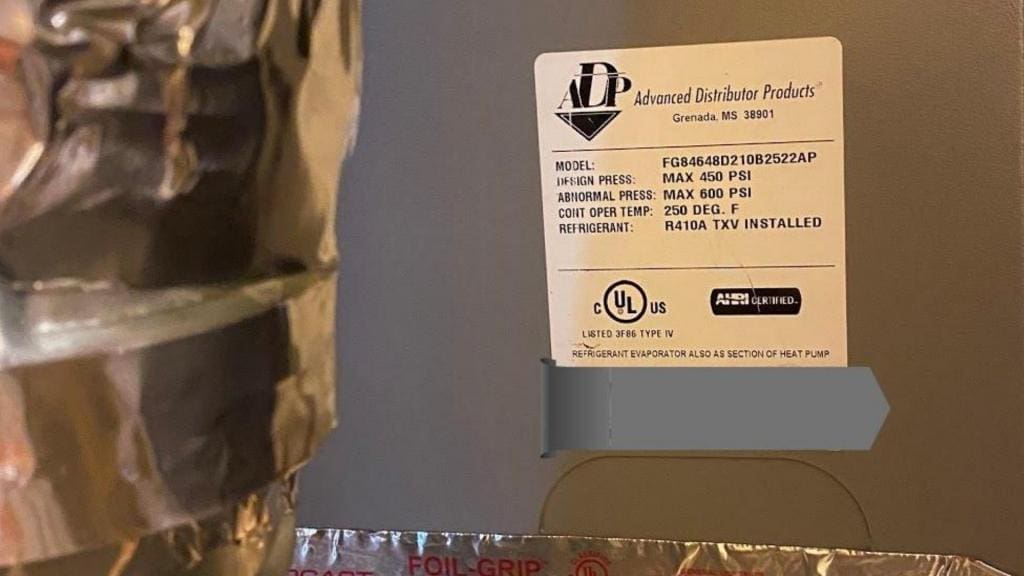 ADP Advanced Distributor Products®
Grenada, MS 38901
MODEL: FG84648D210B2522AP
DESIGN PRESS: MAX 450 PSI
ABNORMAL PRESS: MAX 600 PSI
CONT OPER TEMP: 250 DEG. F
REFRIGERANT: R410A TXV INSTALLED
C UL US
AHRI CERTIFIED
LISTED 3F86 TYPE IV
REFRIGERANT EVAPORATOR ALSO AS SECTION OF HEAT PUMP
FOIL-GRIP
UL